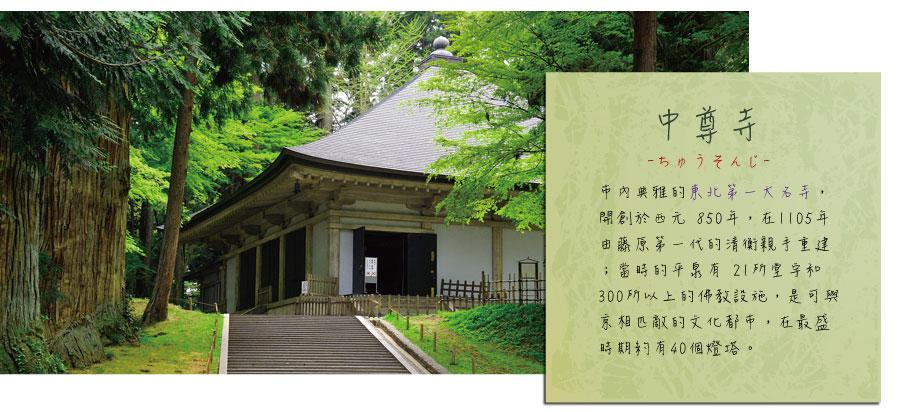 中尊寺
-ちゅうそんじ-
市內典雅的東北第一大名寺，
開創於西元 850年，在1105年
由藤原第一代的清衡親手重建
；當時的平泉有 21所堂宇和
300所以上的佛教設施，是可與
京相匹敵的文化都市，在最盛
時期約有40個燈塔。